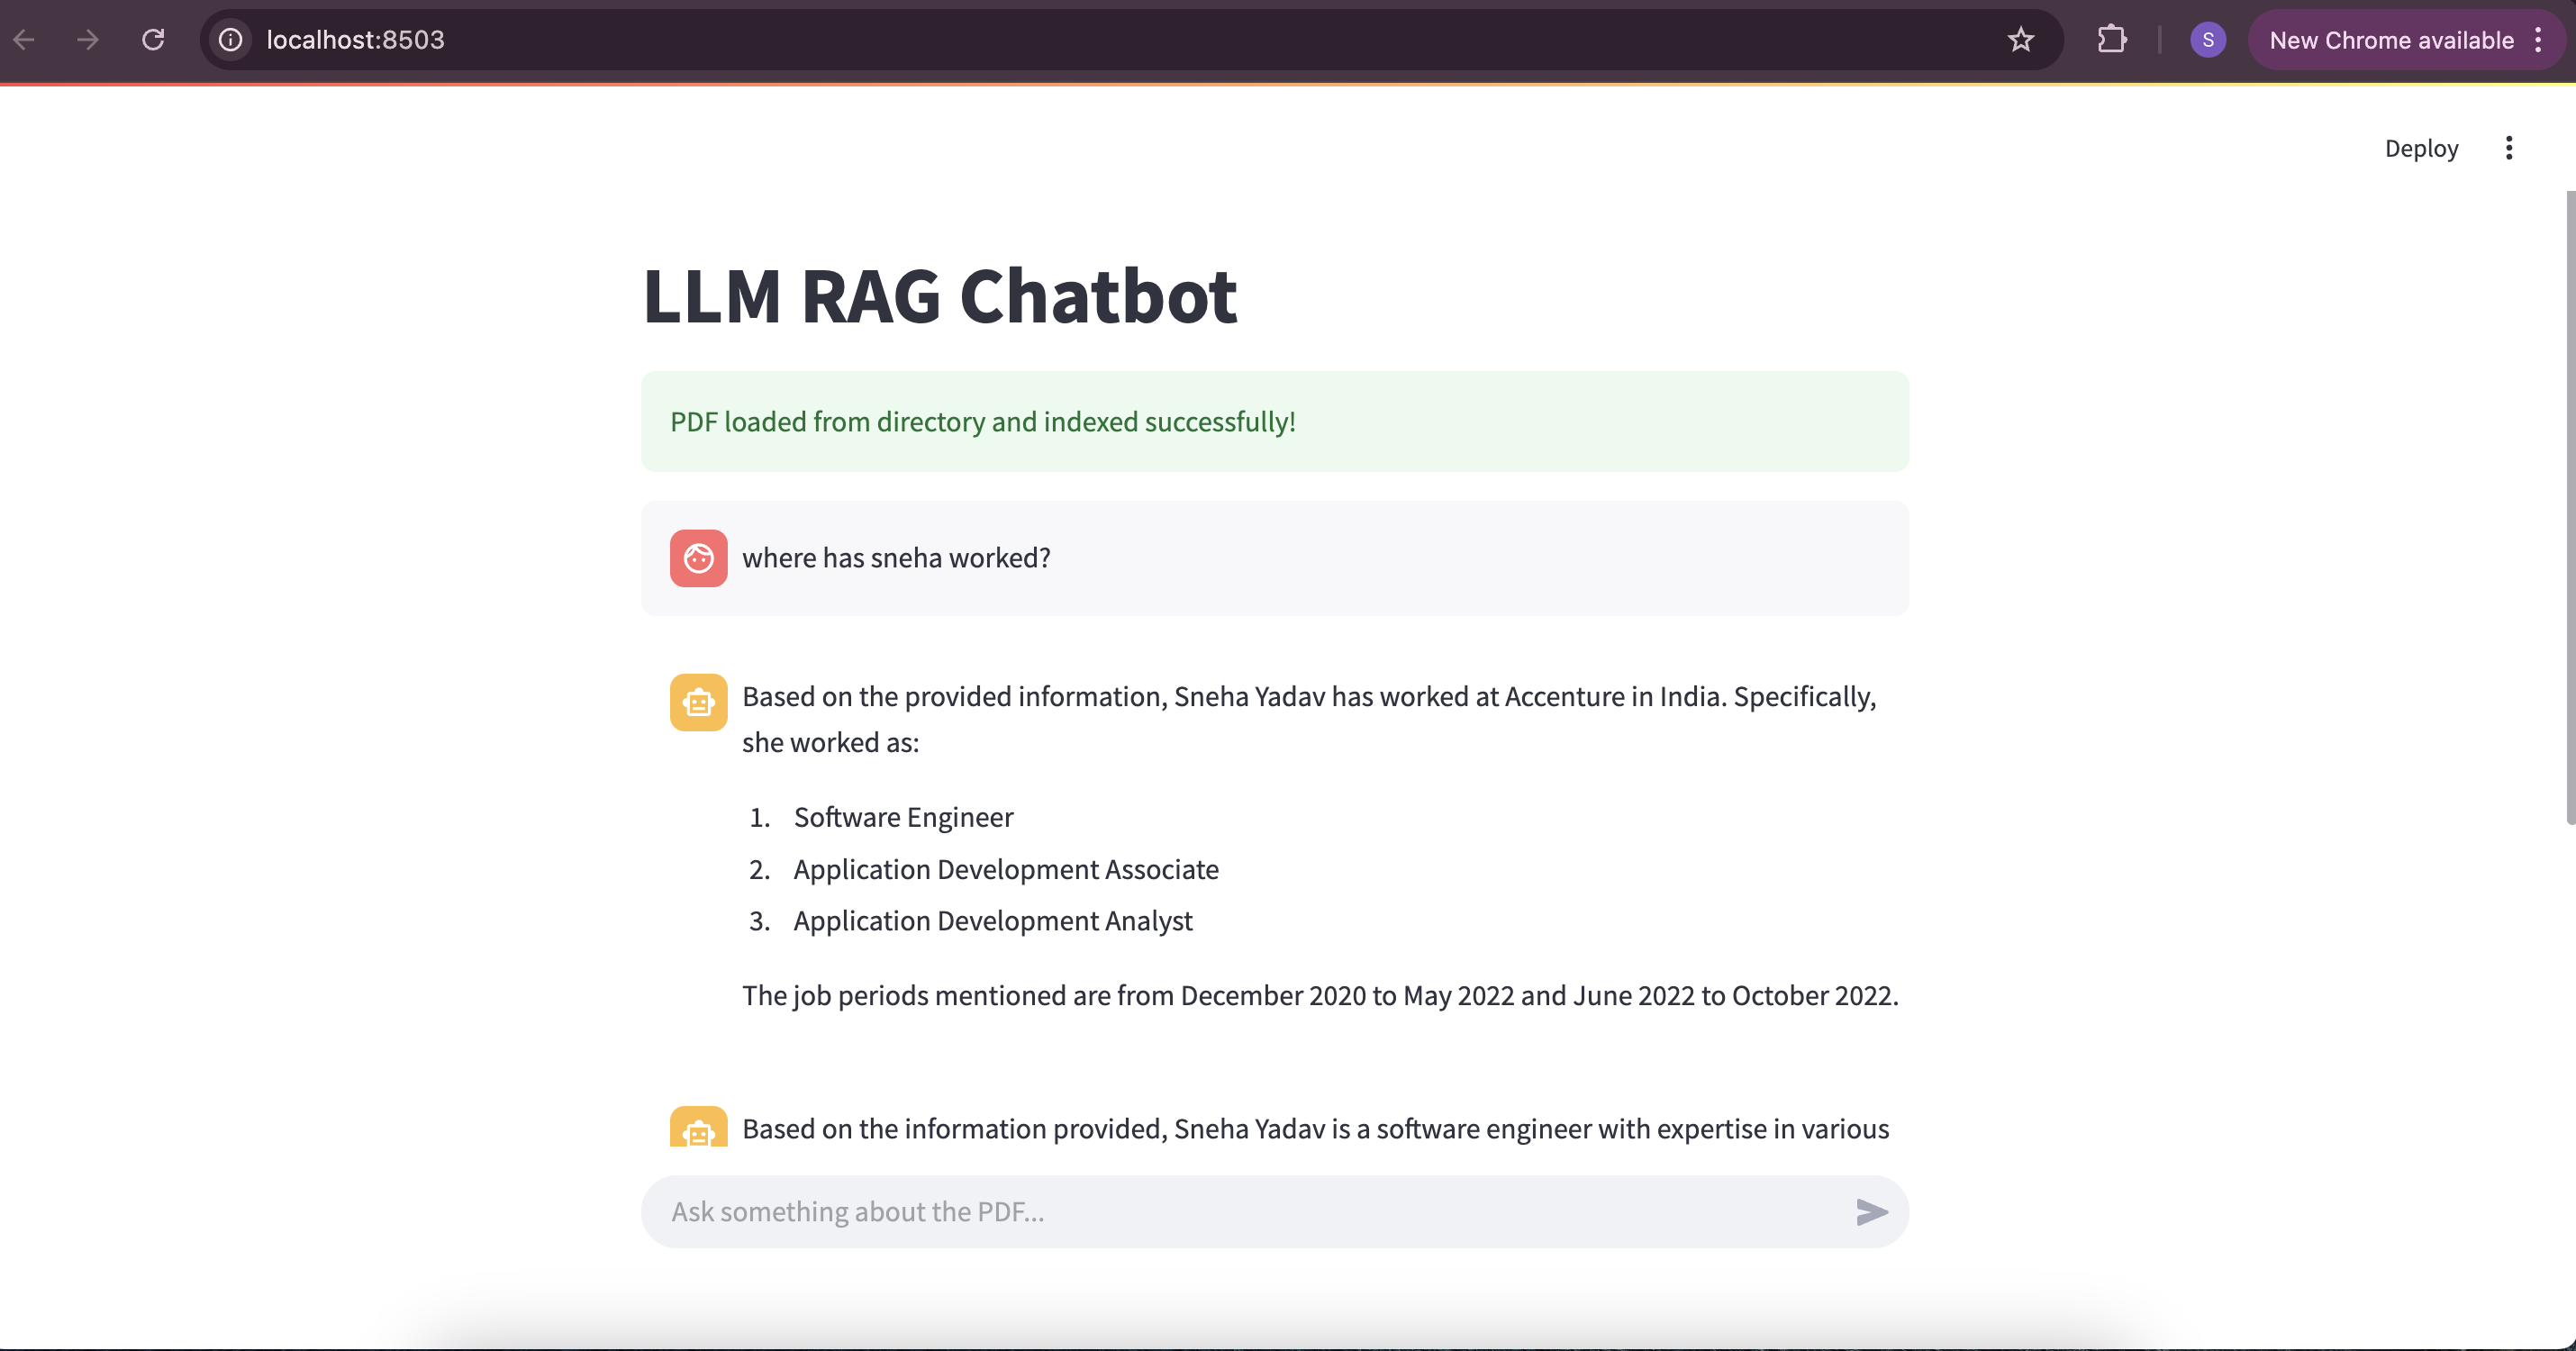 localhost:8503
S
New Chrome available
Deploy
LLM RAG Chatbot
PDF loaded from directory and indexed successfully!
where has sneha worked?
Based on the provided information, Sneha Yadav has worked at Accenture in India. Specifically,
she worked as:
1. Software Engineer
2. Application Development Associate
3. Application Development Analyst
The job periods mentioned are from December 2020 to May 2022 and June 2022 to October 2022.
Based on the information provided, Sneha Yadav is a software engineer with expertise in various
Ask something about the PDF...